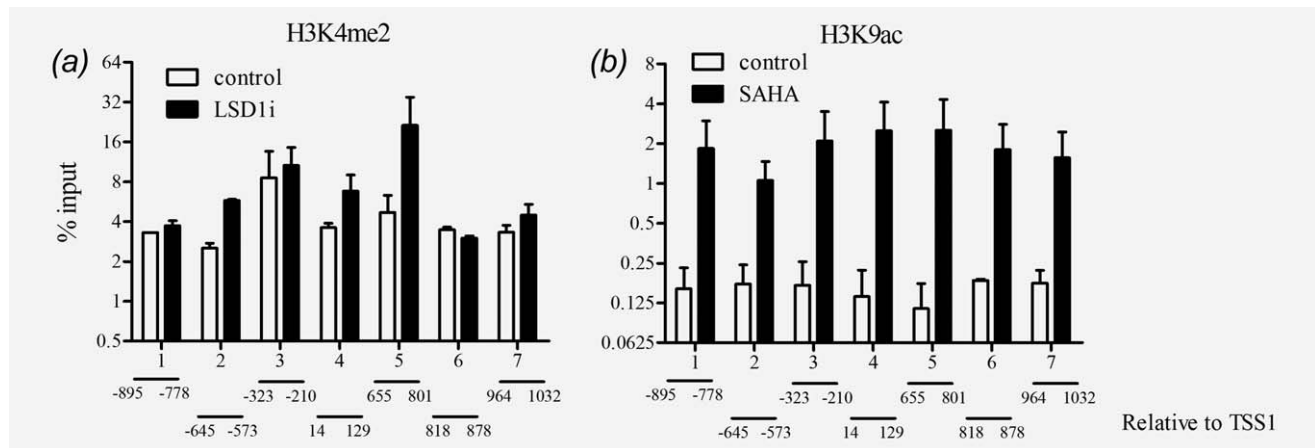 H3K4me2
(a)
control
LSD1i
% input
64
32
16
8
4
2
1
0.5
1 2 3 4 5 6 7
-895 -778 -323 -210 655 801 964 1032
-645 -573 14 129 818 878
H3K9ac
(b)
control
SAHA
8
4
2
1
0.5
0.25
0.125
0.0625
1 2 3 4 5 6 7
-895 -778 -323 -210 655 801 964 1032
-645 -573 14 129 818 878
Relative to TSS1